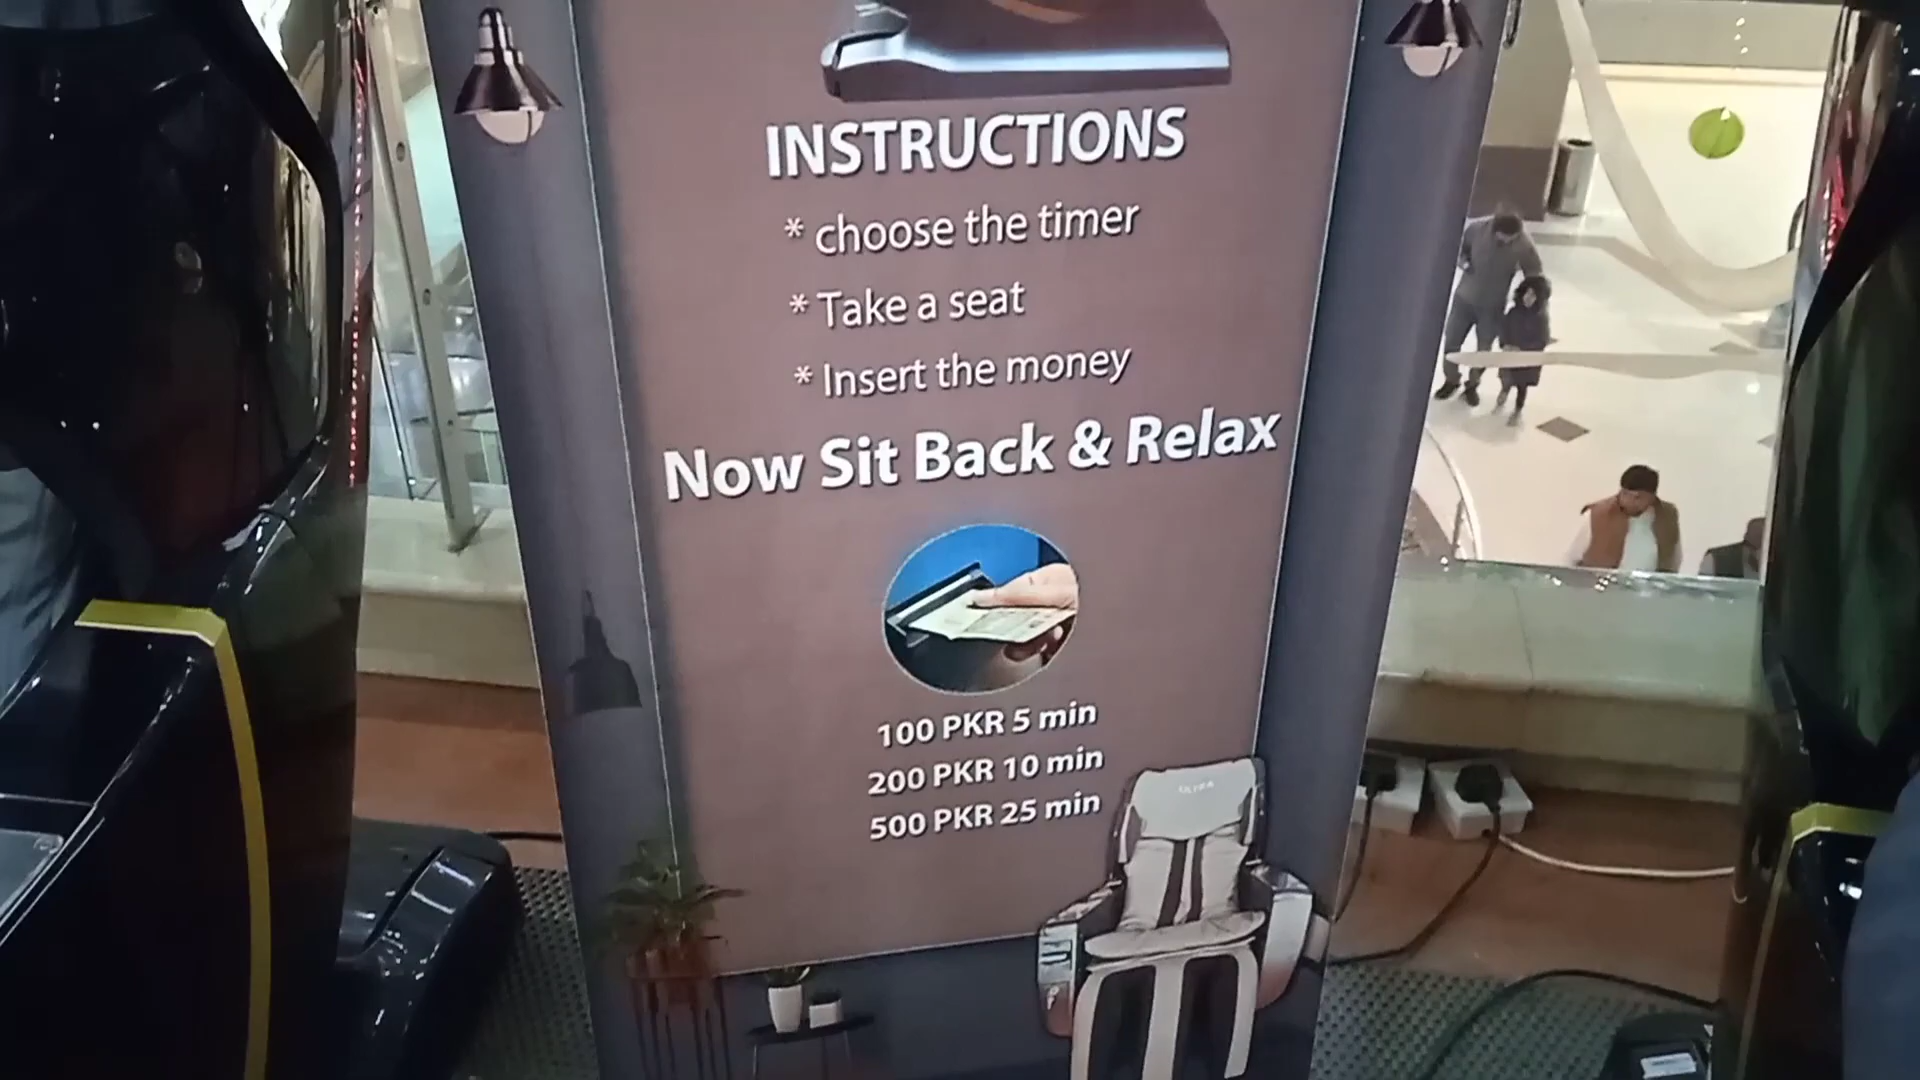 INSTRUCTIONS
* choose the timer
* Take a seat
* Insert the money
Now Sit Back & Relax
100 PKR 5 min
200 PKR 10 min
500 PKR 25 min
ULTRA